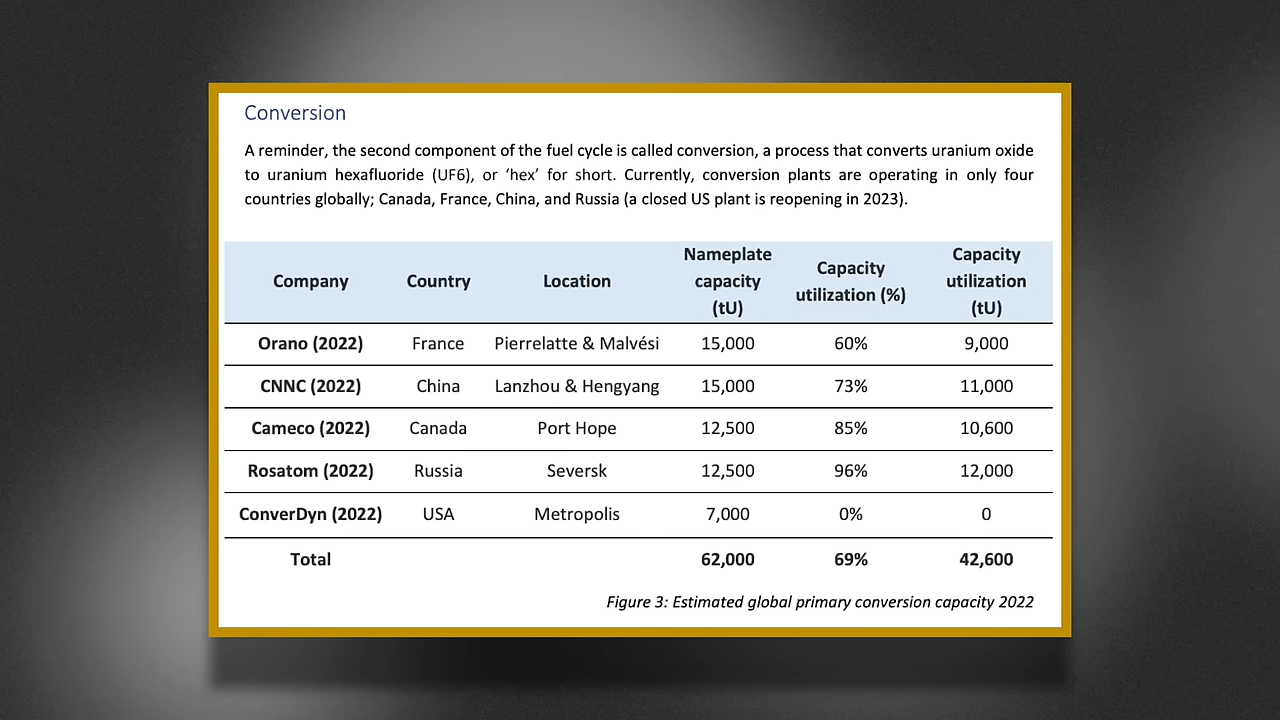 Conversion
A reminder, the second component of the fuel cycle is called conversion, a process that converts uranium oxide
to uranium hexafluoride (UF6), or ‘hex’ for short. Currently, conversion plants are operating in only four
countries globally; Canada, France, China, and Russia (a closed US plant is reopening in 2023).
Company Country Location Nameplate capacity (tU) Capacity utilization (%) Capacity utilization (tU)
Orano (2022) France Pierrelatte & Malvési 15,000 60% 9,000
CNNC (2022) China Lanzhou & Hengyang 15,000 73% 11,000
Cameco (2022) Canada Port Hope 12,500 85% 10,600
Rosatom (2022) Russia Seversk 12,500 96% 12,000
ConverDyn (2022) USA Metropolis 7,000 0% 0
Total 62,000 69% 42,600
Figure 3: Estimated global primary conversion capacity 2022